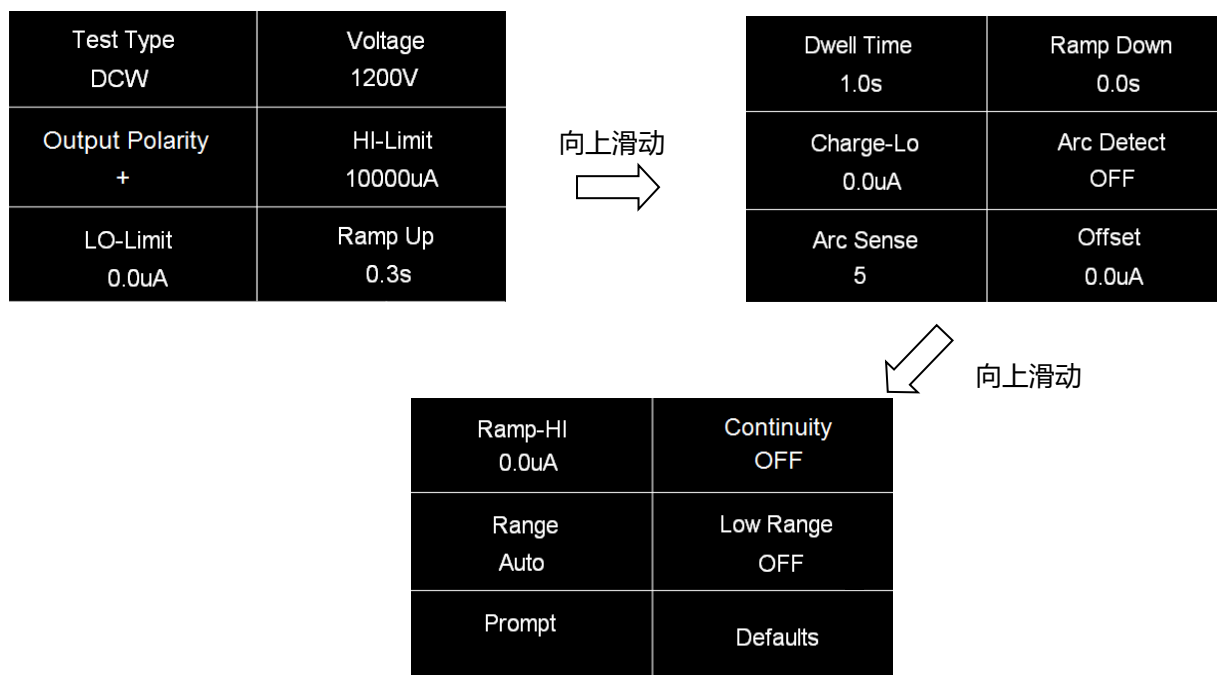 Test Type
DCW
Voltage
1200V
Output Polarity
+
HI-Limit
10000uA
LO-Limit
0.0uA
Ramp Up
0.3s
向上滑动
Dwell Time
1.0s
Ramp Down
0.0s
Charge-Lo
0.0uA
Arc Detect
OFF
Arc Sense
5
Offset
0.0uA
向上滑动
Ramp-HI
0.0uA
Continuity
OFF
Range
Auto
Low Range
OFF
Prompt
Defaults